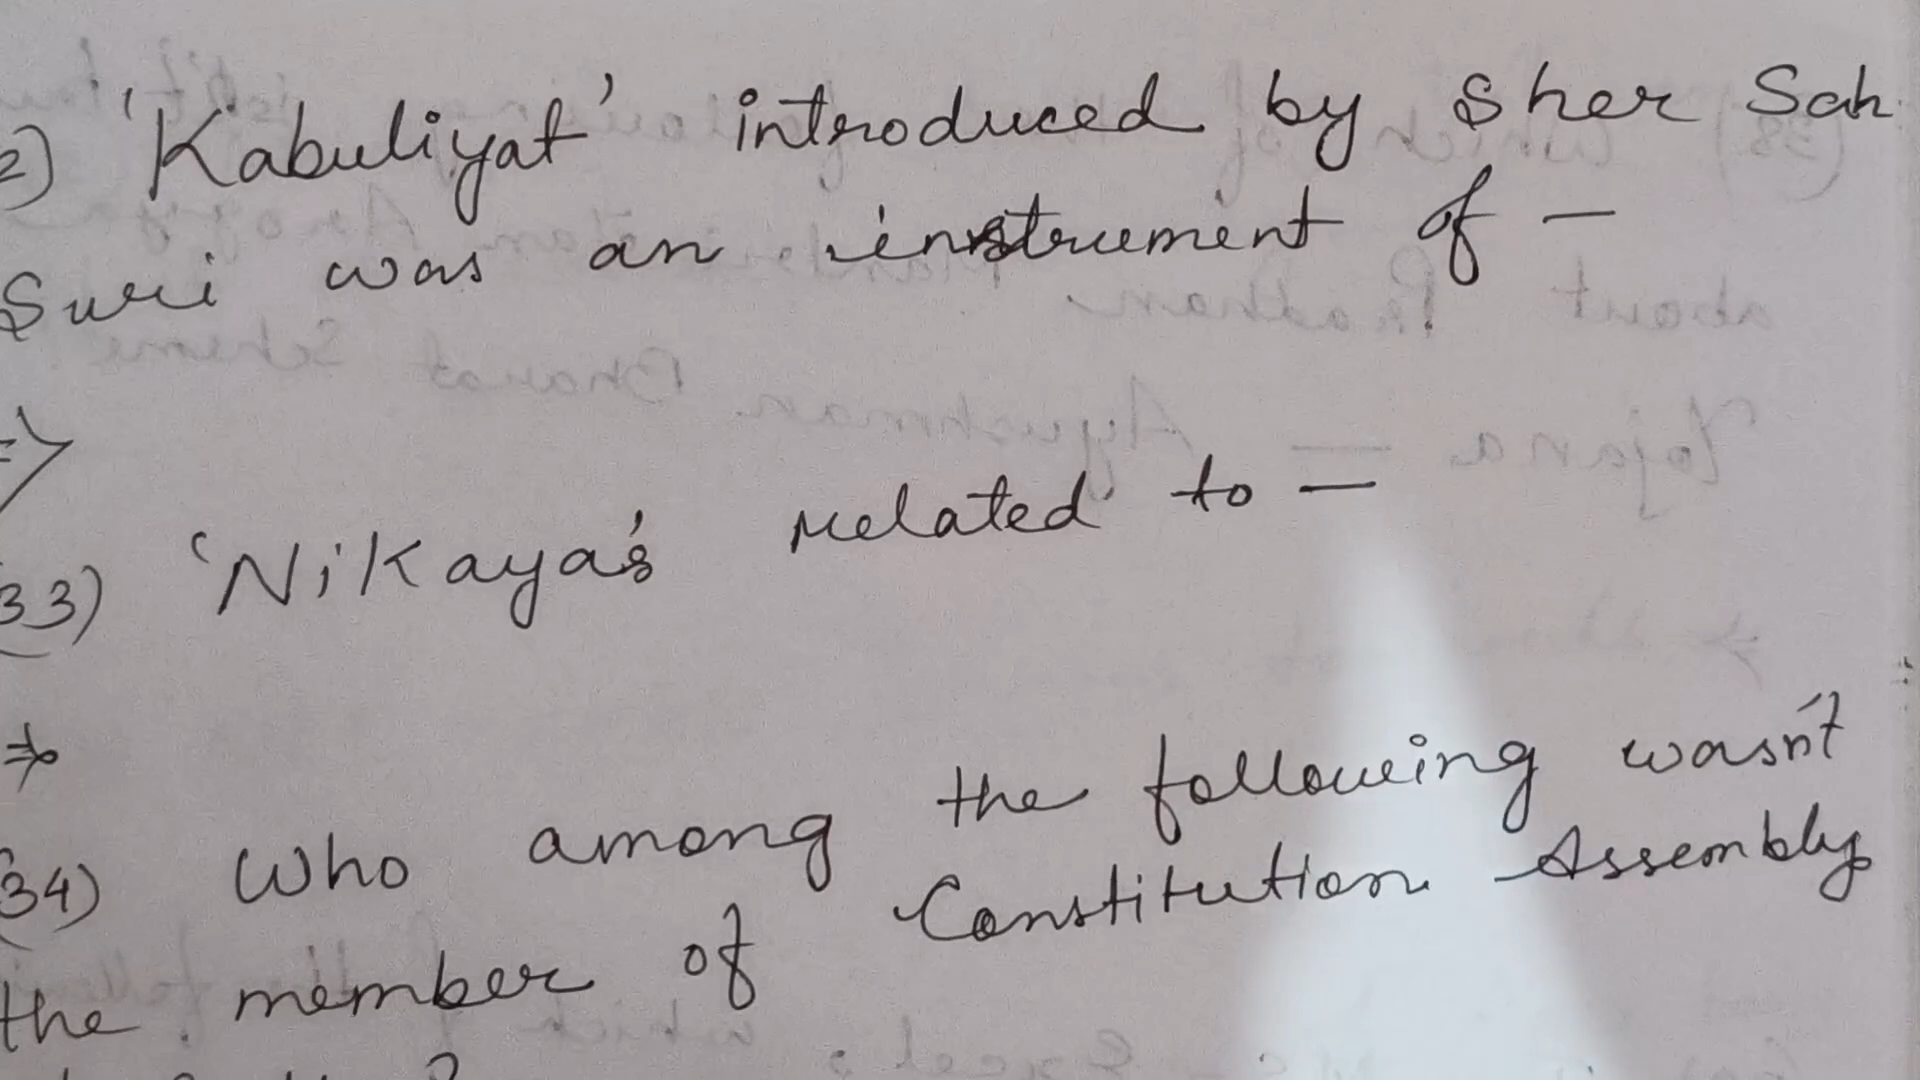 2) 'Kabuliyat' introduced by Sher Sah
Suri was an instrument of —
=>
33) 'Nikaya's related to —
=>
34) Who among the following wasn't
the member of Constitution Assembly